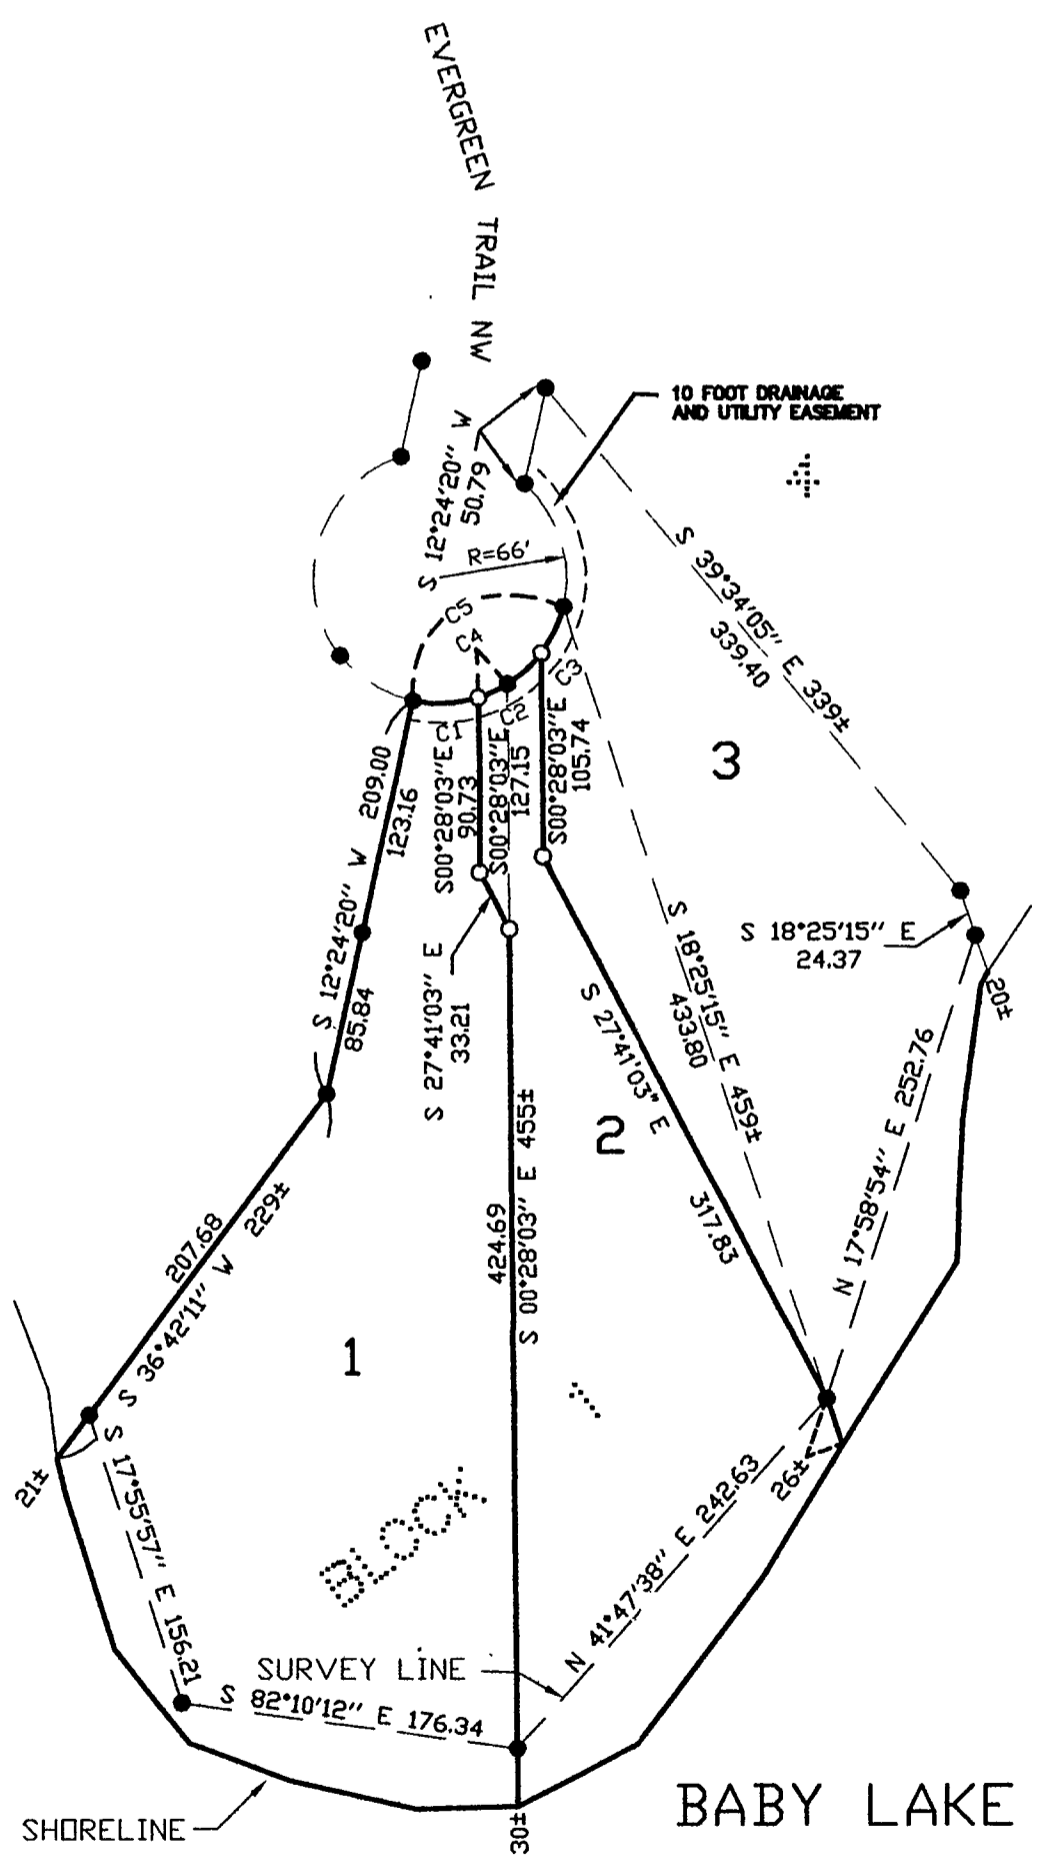 EVERGREEN TRAIL NW
10 FOOT DRAINAGE
AND UTILITY EASEMENT
4
S 12°24'20" W
50.79
R=66'
C5
C4
C3
C2
C1
S 39°34'05" E 339±
339.40
3
209.00
123.16
S 12°24'20" W
85.84
S00°28'03"E
90.73
S00°28'03"E
127.15
S00°28'03"E
105.74
S 27°41'03" E
33.21
S 18°25'15" E
24.37
20±
S 18°25'15" E 459±
433.80
S 27°41'03" E
317.83
2
N 17°58'54" E 252.76
424.69
S 00°28'03" E 455±
207.68
229±
S 36°42'11" W
1
1
BLOCK
21±
S 17°55'57" E 156.21
26±
N 41°47'38" E 242.63
SURVEY LINE
S 82°10'12" E 176.34
SHORELINE
30±
BABY LAKE